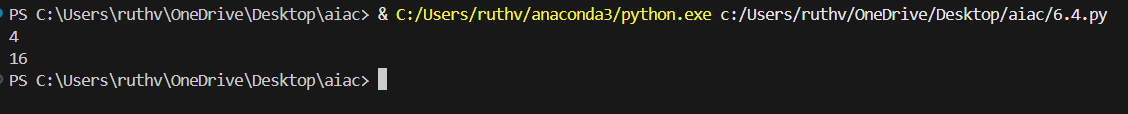 PS C:\Users\ruthv\OneDrive\Desktop\aiac> & C:/Users/ruthv/anaconda3/python.exe c:/Users/ruthv/OneDrive/Desktop/aiac/6.4.py
4
16
PS C:\Users\ruthv\OneDrive\Desktop\aiac>